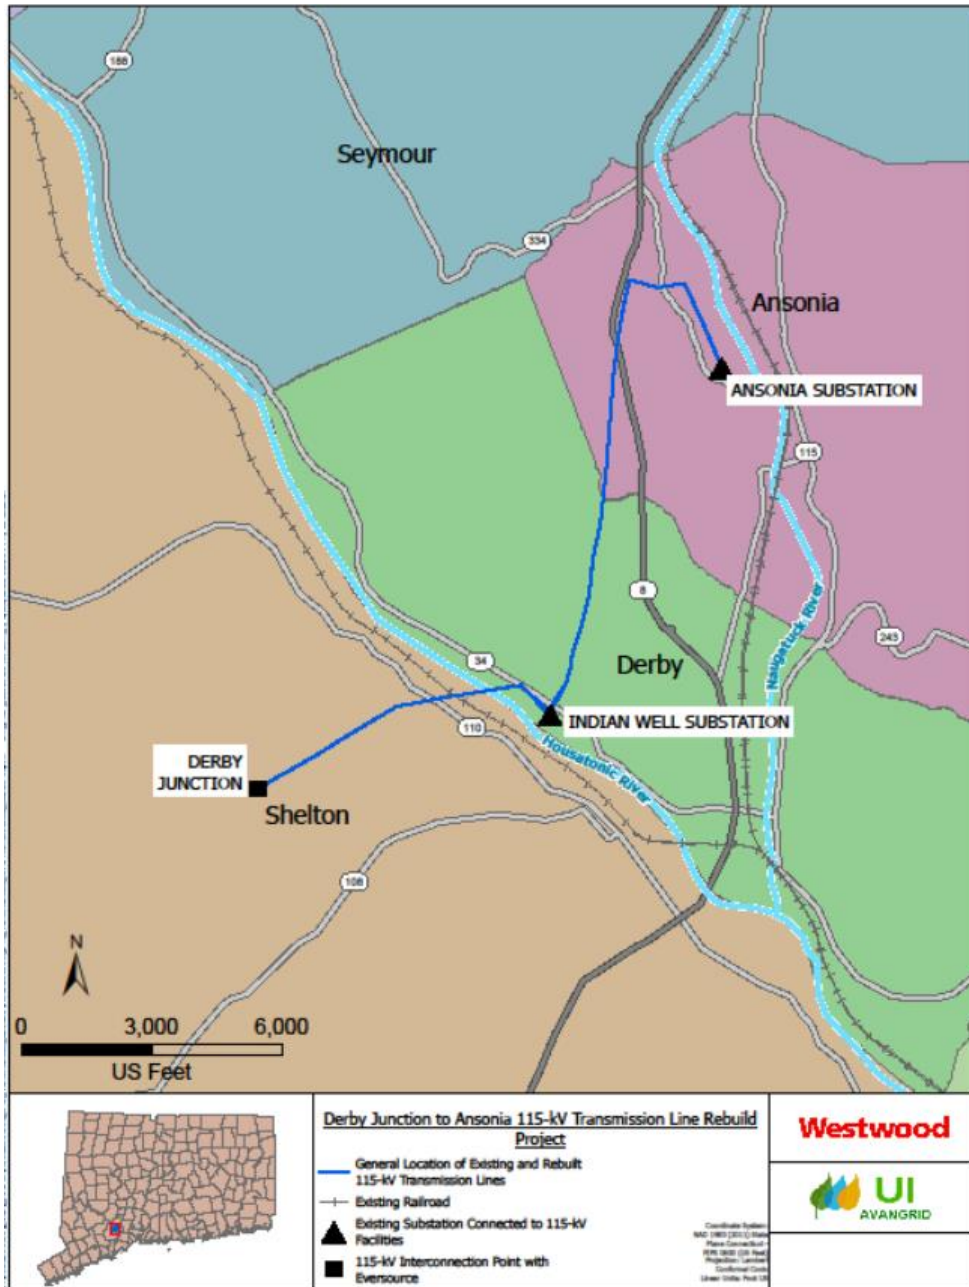 188
Seymour
334
Ansonia
ANSONIA SUBSTATION
115
8
Naugatuck River
243
34
Derby
INDIAN WELL SUBSTATION
110
Housatonic River
DERBY
JUNCTION
Shelton
108
N
0 3,000 6,000
US Feet
Derby Junction to Ansonia 115-kV Transmission Line Rebuild
Project
General Location of Existing and Rebuilt
115-kV Transmission Lines
Existing Railroad
Existing Substation Connected to 115-kV
Facilities
115-kV Interconnection Point with
Eversource
Coordinate System:
Westwood
UI
AVANGRID